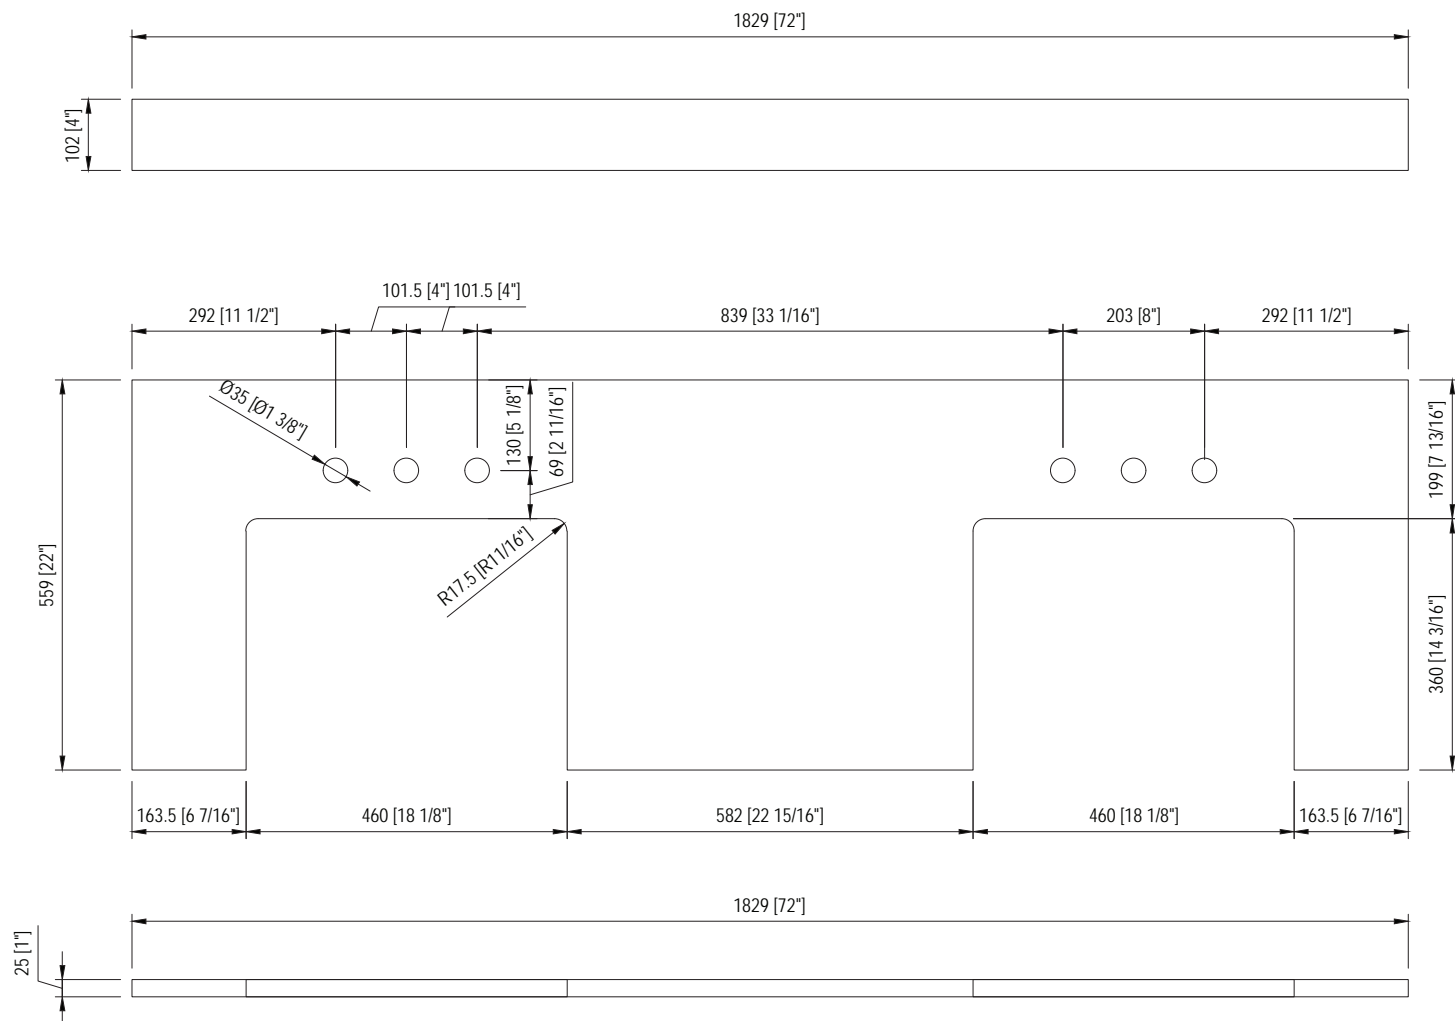 1829 [72"]
102 [4"]
101.5 [4"] 101.5 [4"]
292 [11 1/2"]
839 [33 1/16"]
203 [8"]
292 [11 1/2"]
Ø35 [Ø1 3/8"]
130 [5 1/8"]
69 [2 11/16"]
199 [7 13/16"]
R17.5 [R11/16"]
559 [22"]
360 [14 3/16"]
163.5 [6 7/16"]
460 [18 1/8"]
582 [22 15/16"]
460 [18 1/8"]
163.5 [6 7/16"]
1829 [72"]
25 [1"]